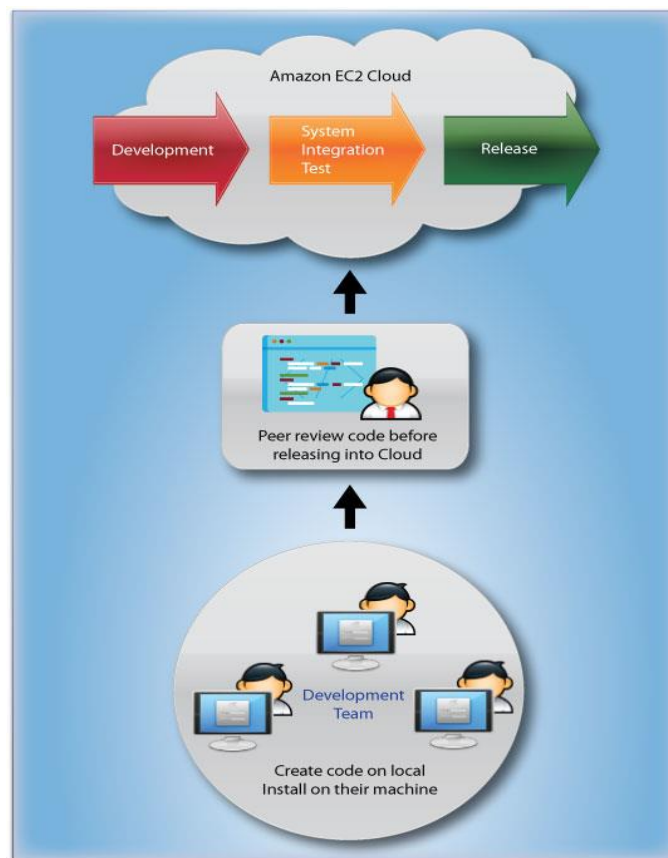 Amazon EC2 Cloud
Development
System
Integration
Test
Release
Peer review code before
releasing into Cloud
Development
Team
Create code on local
Install on their machine